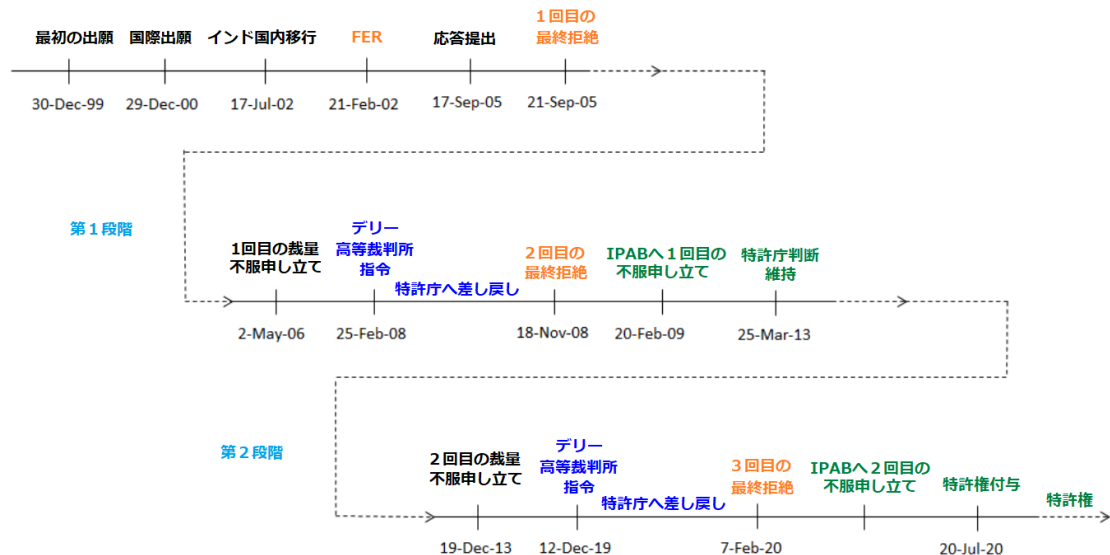 1回目の
最初の出願 国際出願 インド国内移行 FER 応答提出 最終拒絶
30-Dec-99 29-Dec-00 17-Jul-02 21-Feb-02 17-Sep-05 21-Sep-05
第1段階
デリー
1回目の裁量 高等裁判所 2回目の IPABへ1回目の 特許庁判断
不服申し立て 指令 最終拒絶 不服申し立て 維持
特許庁へ差し戻し
2-May-06 25-Feb-08 18-Nov-08 20-Feb-09 25-Mar-13
第2段階
デリー
2回目の裁量 高等裁判所 3回目の IPABへ2回目の
不服申し立て 指令 最終拒絶 不服申し立て 特許権付与
特許庁へ差し戻し 特許権
19-Dec-13 12-Dec-19 7-Feb-20 20-Jul-20